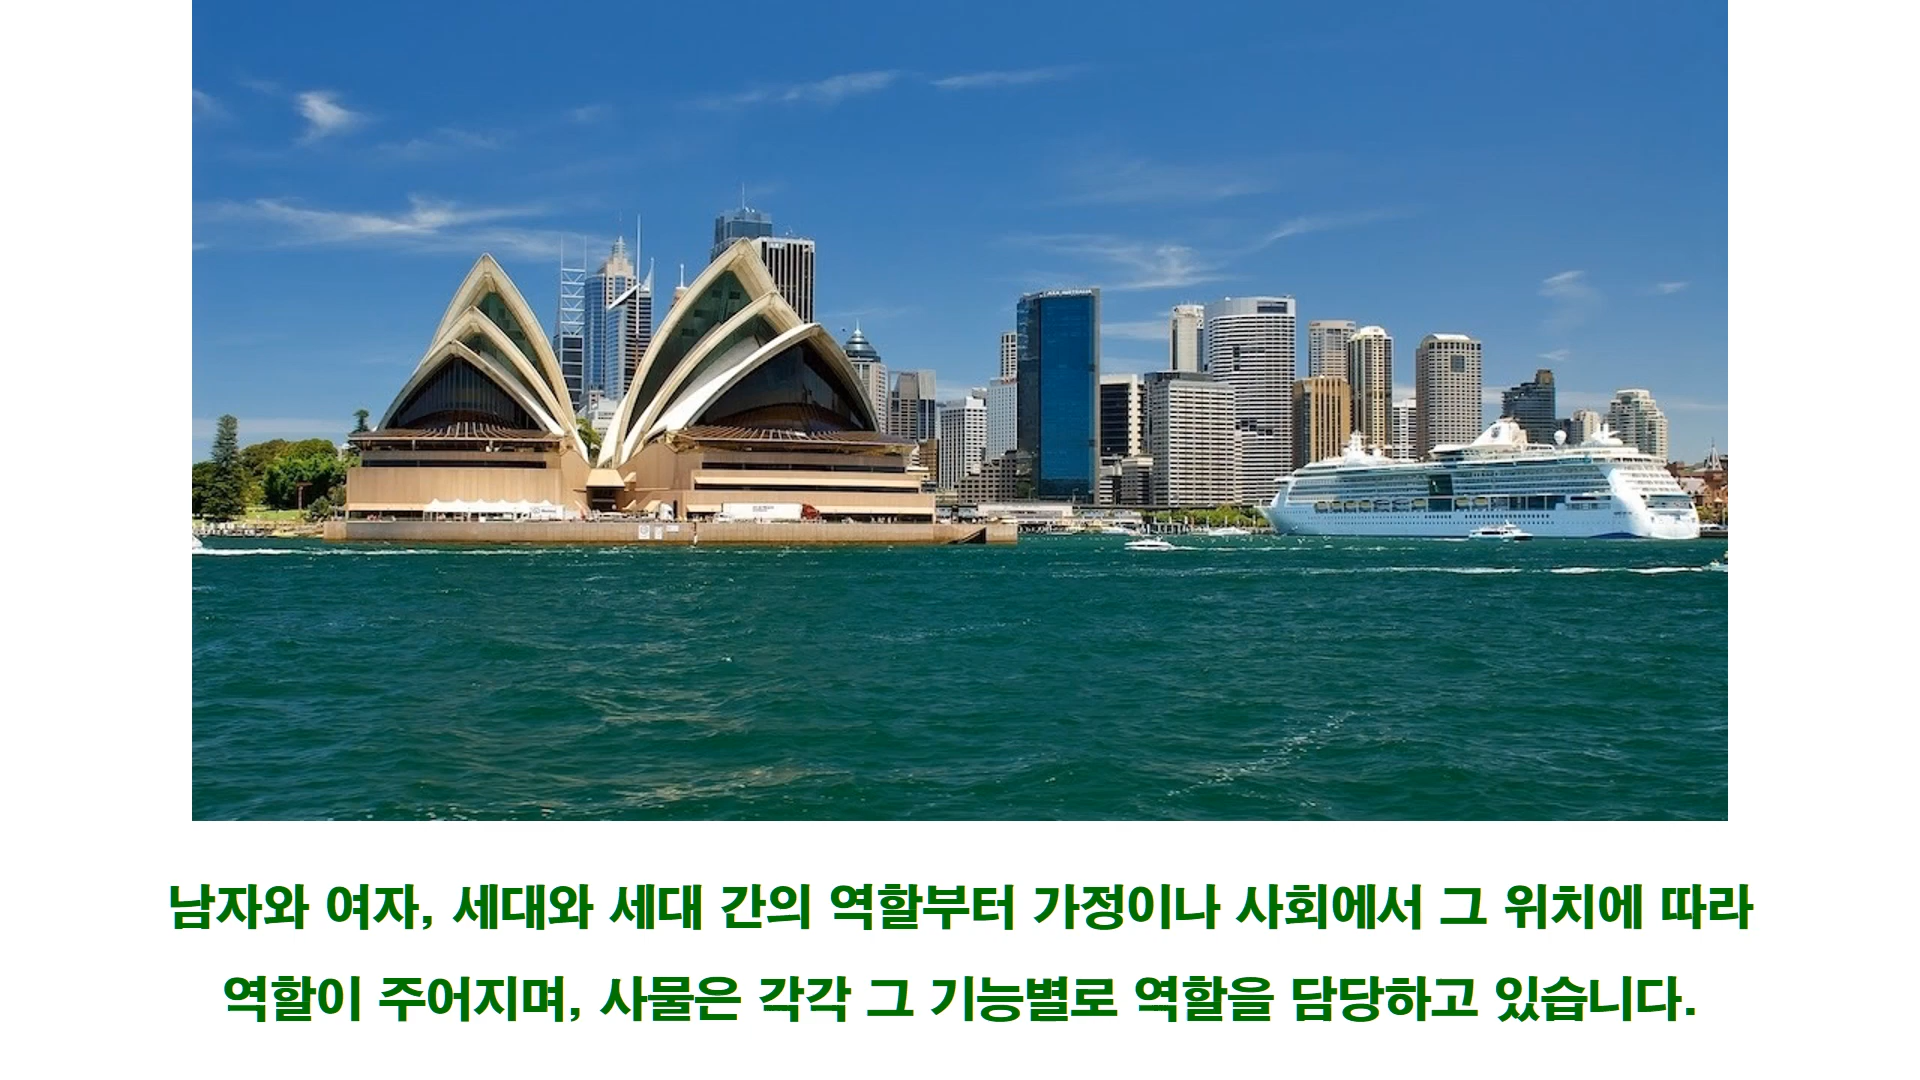 남자와 여자, 세대와 세대 간의 역할부터 가정이나 사회에서 그 위치에 따라
역할이 주어지며, 사물은 각각 그 기능별로 역할을 담당하고 있습니다.